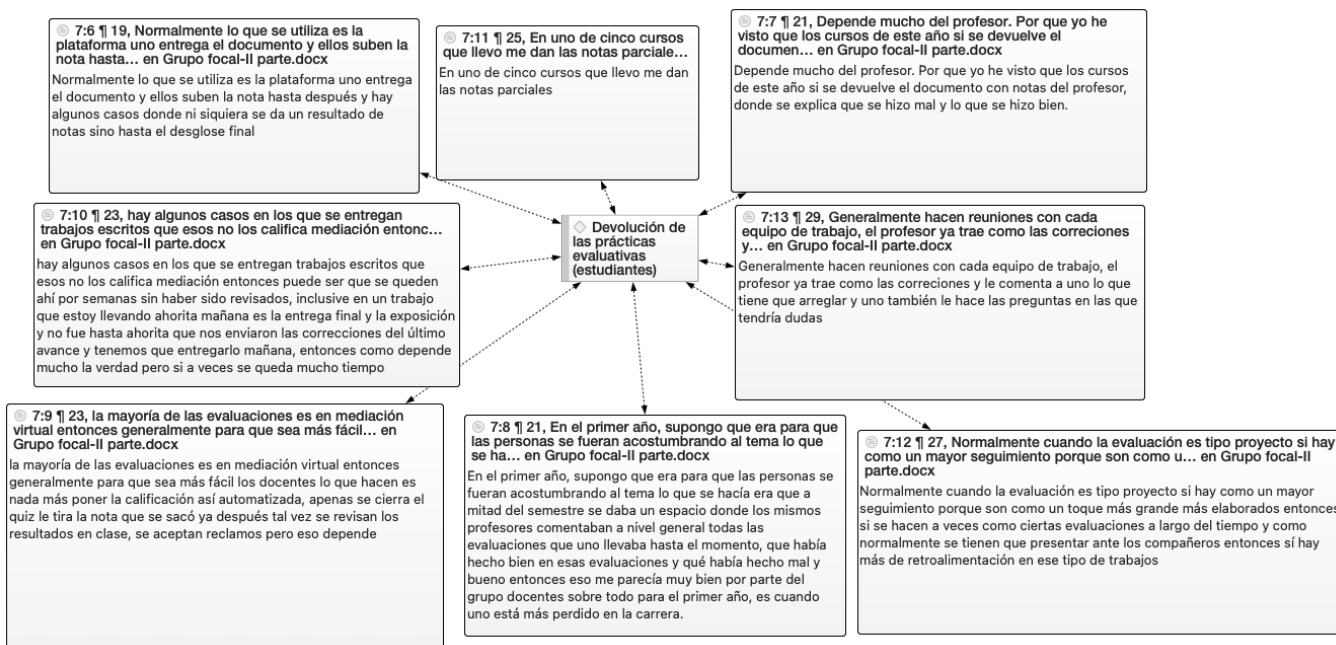 7:6 ¶ 19, Normalmente lo que se utiliza es la
plataforma uno entrega el documento y ellos suben la
nota hasta... en Grupo focal-II parte.docx
Normalmente lo que se utiliza es la plataforma uno entrega
el documento y ellos suben la nota hasta después y hay
algunos casos donde ni siquiera se da un resultado de
notas sino hasta el desglose final
7:11 ¶ 25, En uno de cinco cursos
que llevo me dan las notas parciale...
en Grupo focal-II parte.docx
En uno de cinco cursos que llevo me dan
las notas parciales
7:7 ¶ 21, Depende mucho del profesor. Por que yo he
visto que los cursos de este año si se devuelve el
documen... en Grupo focal-II parte.docx
Depende mucho del profesor. Por que yo he visto que los cursos
de este año si se devuelve el documento con notas del profesor,
donde se explica que se hizo mal y lo que se hizo bien.
7:10 ¶ 23, hay algunos casos en los que se entregan
trabajos escritos que esos no los califica mediación entonc...
en Grupo focal-II parte.docx
hay algunos casos en los que se entregan trabajos escritos que
esos no los califica mediación entonces puede ser que se queden
ahí por semanas sin haber sido revisados, inclusive en un trabajo
que estoy llevando ahorita mañana es la entrega final y la exposición
y no fue hasta ahorita que nos enviaron las correcciones del último
avance y tenemos que entregarlo mañana, entonces como depende
mucho la verdad pero si a veces se queda mucho tiempo
Devolución de
las prácticas
evaluativas
(estudiantes)
7:13 ¶ 29, Generalmente hacen reuniones con cada
equipo de trabajo, el profesor ya trae como las correciones
y... en Grupo focal-II parte.docx
Generalmente hacen reuniones con cada equipo de trabajo, el
profesor ya trae como las correciones y le comenta a uno lo que
tiene que arreglar y uno también le hace las preguntas en las que
tendría dudas
7:9 ¶ 23, la mayoría de las evaluaciones es en mediación
virtual entonces generalmente para que sea más fácil... en
Grupo focal-II parte.docx
la mayoría de las evaluaciones es en mediación virtual entonces
generalmente para que sea más fácil los docentes lo que hacen es
nada más poner la calificación así automatizada, apenas se cierra el
quiz le tira la nota que se sacó ya después tal vez se revisan los
resultados en clase, se aceptan reclamos pero eso depende
7:8 ¶ 21, En el primer año, supongo que era para que
las personas se fueran acostumbrando al tema lo que
se ha... en Grupo focal-II parte.docx
En el primer año, supongo que era para que las personas se
fueran acostumbrando al tema lo que se hacía era que a
mitad del semestre se daba un espacio donde los mismos
profesores comentaban a nivel general todas las
evaluaciones que uno llevaba hasta el momento, que había
hecho bien en esas evaluaciones y qué había hecho mal y
bueno entonces eso me parecía muy bien por parte del
grupo docentes sobre todo para el primer año, es cuando
uno está más perdido en la carrera.
7:12 ¶ 27, Normalmente cuando la evaluación es tipo proyecto si hay
como un mayor seguimiento porque son como u... en Grupo focal-II
parte.docx
Normalmente cuando la evaluación es tipo proyecto si hay como un mayor
seguimiento porque son como un toque más grande más elaborados entonces
si se hacen a veces como ciertas evaluaciones a largo del tiempo y como
normalmente se tienen que presentar ante los compañeros entonces sí hay
más de retroalimentación en ese tipo de trabajos